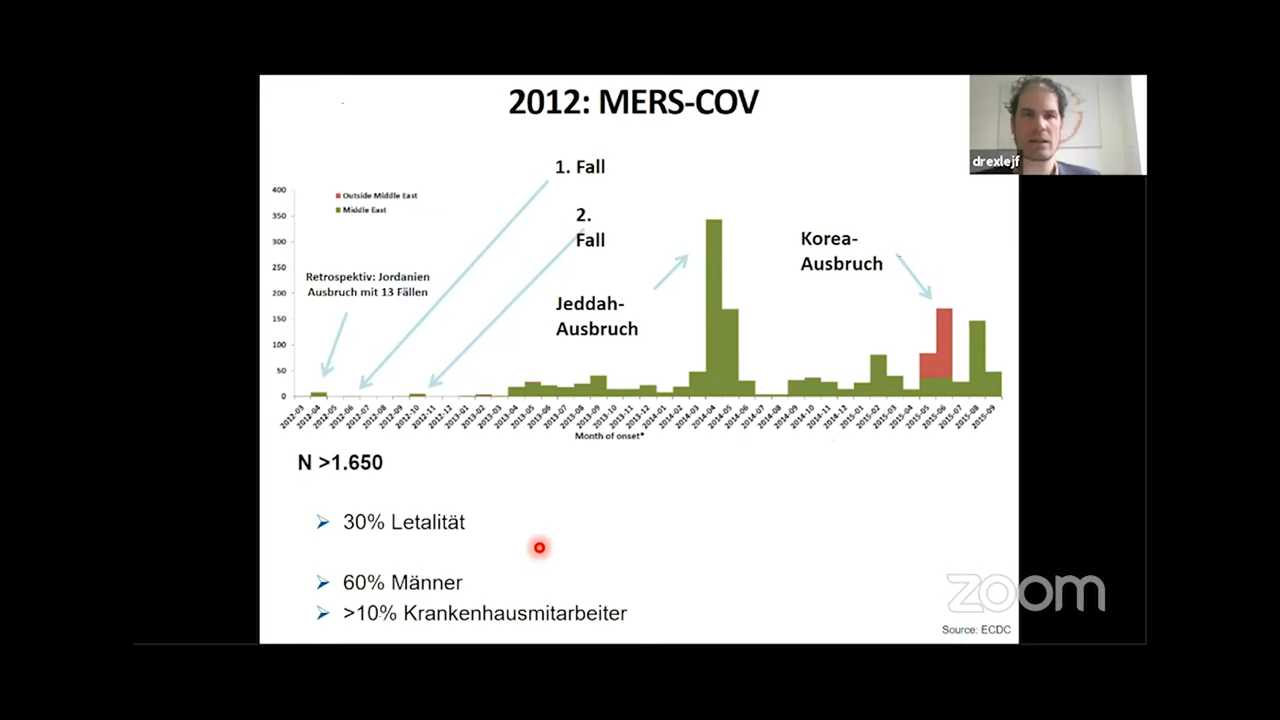 2012: MERS-COV
drexlejf
1. Fall
2.
Fall
Outside Middle East
Middle East
400
350
300
250
200
150
100
50
0
Retrospektiv: Jordanien
Ausbruch mit 13 Fällen
Jeddah-
Ausbruch
Korea-
Ausbruch
2012-03 2012-04 2012-05 2012-06 2012-07 2012-08 2012-09 2012-10 2012-11 2012-12 2013-01 2013-02 2013-03 2013-04 2013-05 2013-06 2013-07 2013-08 2013-09 2013-10 2013-11 2013-12 2014-01 2014-02 2014-03 2014-04 2014-05 2014-06 2014-07 2014-08 2014-09 2014-10 2014-11 2014-12 2015-01 2015-02 2015-03 2015-04 2015-05 2015-06 2015-07 2015-08 2015-09
Month of onset*
N >1.650
30% Letalität
60% Männer
>10% Krankenhausmitarbeiter
zoom
Source: ECDC